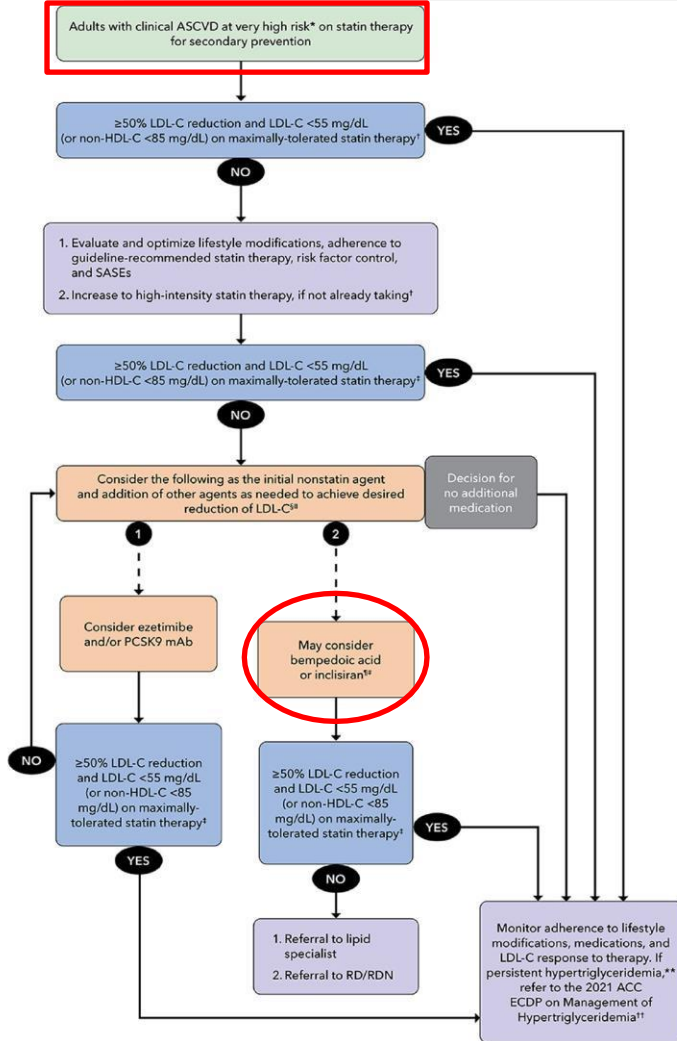 Adults with clinical ASCVD at very high risk* on statin therapy
for secondary prevention
≥50% LDL-C reduction and LDL-C <55 mg/dL
(or non-HDL-C <85 mg/dL) on maximally-tolerated statin therapy†
YES
NO
1. Evaluate and optimize lifestyle modifications, adherence to
guideline-recommended statin therapy, risk factor control,
and SASEs
2. Increase to high-intensity statin therapy, if not already taking†
≥50% LDL-C reduction and LDL-C <55 mg/dL
(or non-HDL-C <85 mg/dL) on maximally-tolerated statin therapy‡
YES
NO
Consider the following as the initial nonstatin agent
and addition of other agents as needed to achieve desired
reduction of LDL-C§#
Decision for
no additional
medication
1
2
Consider ezetimibe
and/or PCSK9 mAb
May consider
bempedoic acid
or inclisiran¶#
NO
≥50% LDL-C reduction
and LDL-C <55 mg/dL
(or non-HDL-C <85
mg/dL) on maximally-
tolerated statin therapy‡
YES
≥50% LDL-C reduction
and LDL-C <55 mg/dL
(or non-HDL-C <85
mg/dL) on maximally-
tolerated statin therapy‡
YES
NO
1. Referral to lipid
specialist
2. Referral to RD/RDN
Monitor adherence to lifestyle
modifications, medications, and
LDL-C response to therapy. If
persistent hypertriglyceridemia,**
refer to the 2021 ACC
ECDP on Management of
Hypertriglyceridemia††